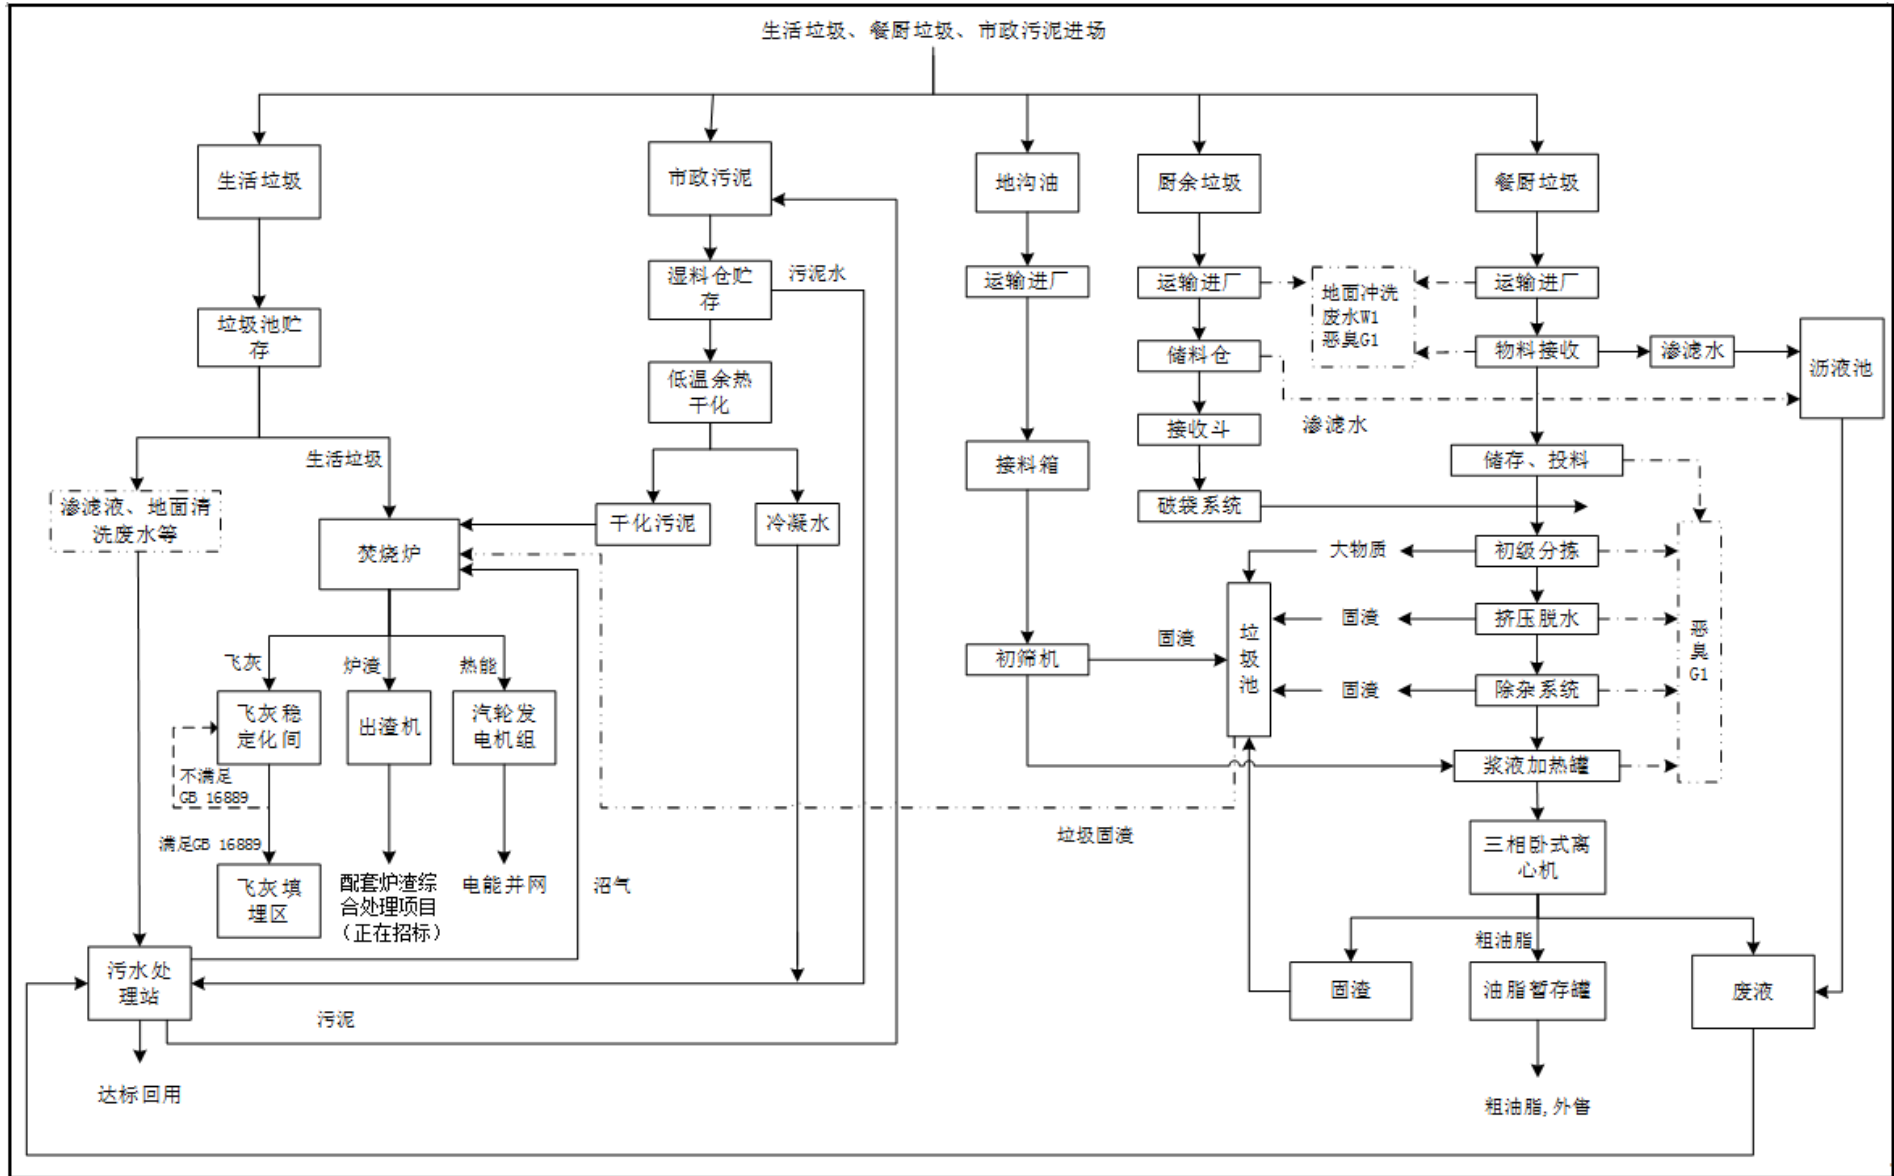 生活垃圾、餐厨垃圾、市政污泥进场
生活垃圾
市政污泥
地沟油
厨余垃圾
餐厨垃圾
湿料仓贮
存
污泥水
运输进厂
运输进厂
地面冲洗
废水W1
恶臭G1
运输进厂
垃圾池贮
存
储料仓
物料接收
渗滤水
沥液池
低温余热
干化
渗滤水
接收斗
生活垃圾
接料箱
储存、投料
渗滤液、地面清
洗废水等
干化污泥
冷凝水
破袋系统
焚烧炉
大物质
初级分拣
固渣
挤压脱水
垃
圾
池
恶
臭
G1
初筛机
固渣
固渣
除杂系统
飞灰
炉渣
热能
飞灰稳
定化间
出渣机
汽轮发
电机组
浆液加热罐
不满足
GB 16889
垃圾固渣
满足GB 16889
三相卧式离
心机
飞灰填
埋区
配套炉渣综
合处理项目
（正在招标）
电能并网
沼气
粗油脂
污水处
理站
固渣
油脂暂存罐
废液
污泥
达标回用
粗油脂,外售